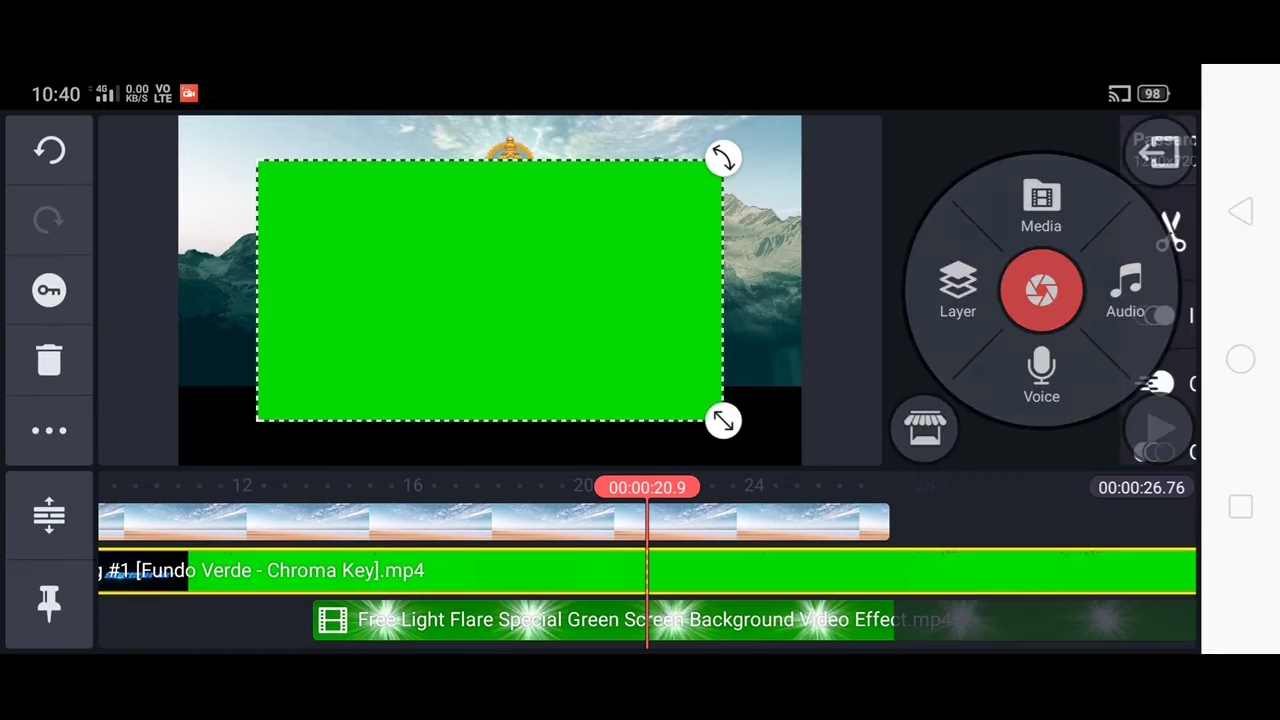 10:40 4G 0.00 KB/S VO LTE 98
Media
Layer
Audio
Voice
12 16 20 00:00:20.9 24 28 00:00:26.76
g #1 [Fundo Verde - Chroma Key].mp4
Free Light Flare Special Green Screen Background Video Effect.mp4